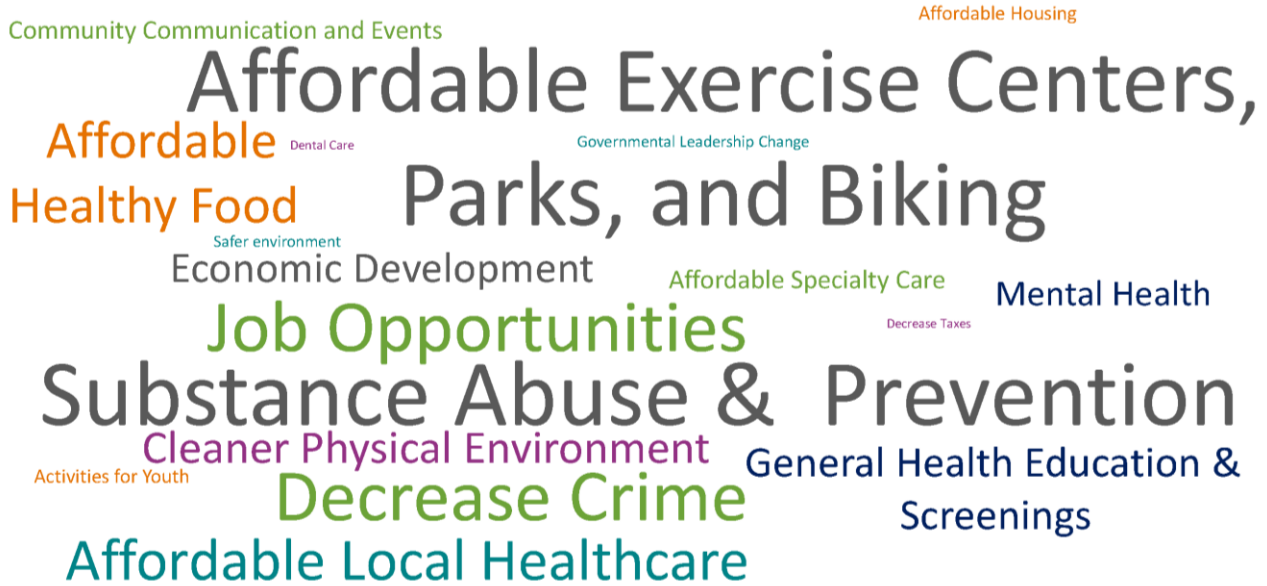 Community Communication and Events
Affordable Housing
Affordable Exercise Centers,
Parks, and Biking
Affordable
Healthy Food
Dental Care
Governmental Leadership Change
Safer environment
Economic Development
Affordable Specialty Care
Mental Health
Job Opportunities
Decrease Taxes
Substance Abuse & Prevention
Cleaner Physical Environment
General Health Education &
Screenings
Activities for Youth
Decrease Crime
Affordable Local Healthcare